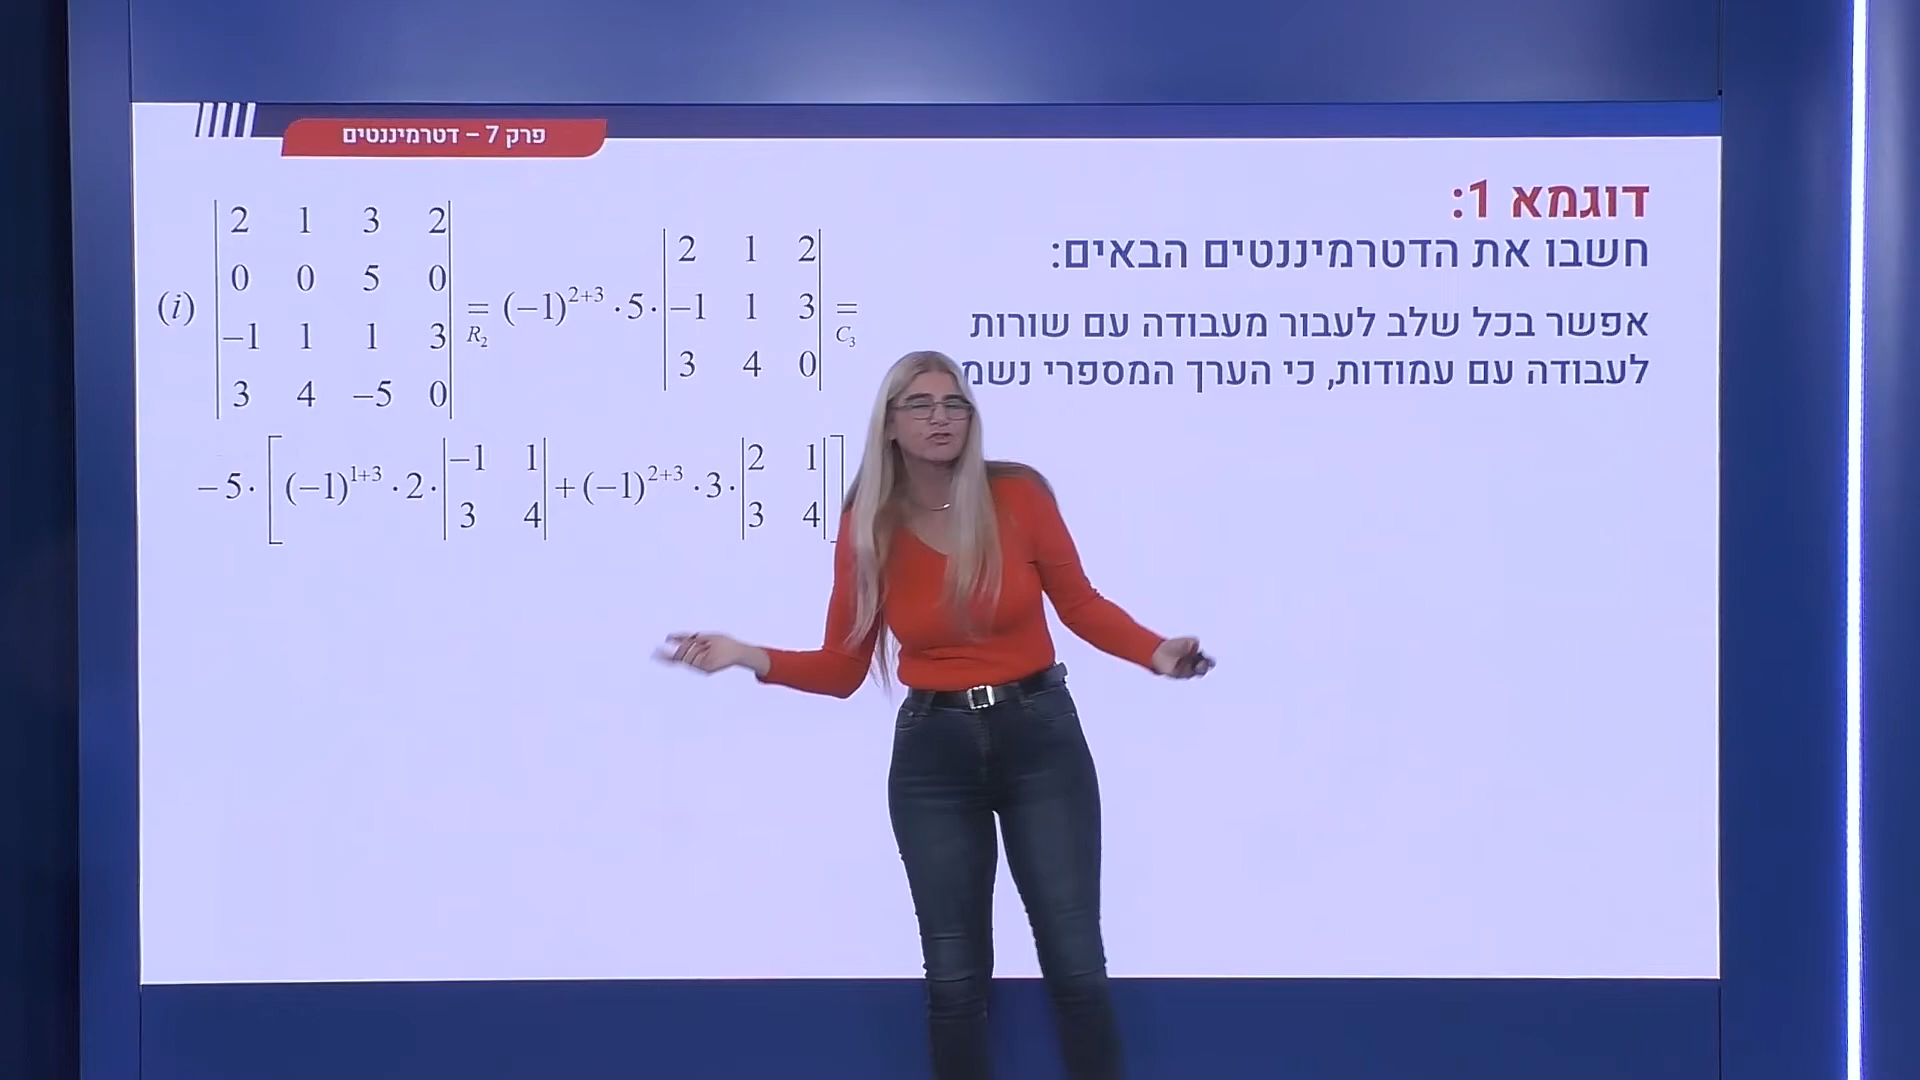 פרק 7 – דטרמיננטים
דוגמא 1:
חשבו את הדטרמיננטים הבאים:
אפשר בכל שלב לעבור מעבודה עם שורות
לעבודה עם עמודות, כי הערך המספרי
(i) |2 1 3 2| = (−1)^{2+3} · 5 · |2 1 2| =
|0 0 5 0| R₂ |−1 1 3| C₃
|−1 1 1 3| |3 4 0|
|3 4 −5 0|
−5 · [(−1)^{1+3} · 2 · |−1 1| + (−1)^{2+3} · 3 · |2 1|]
|3 4| |3 4|